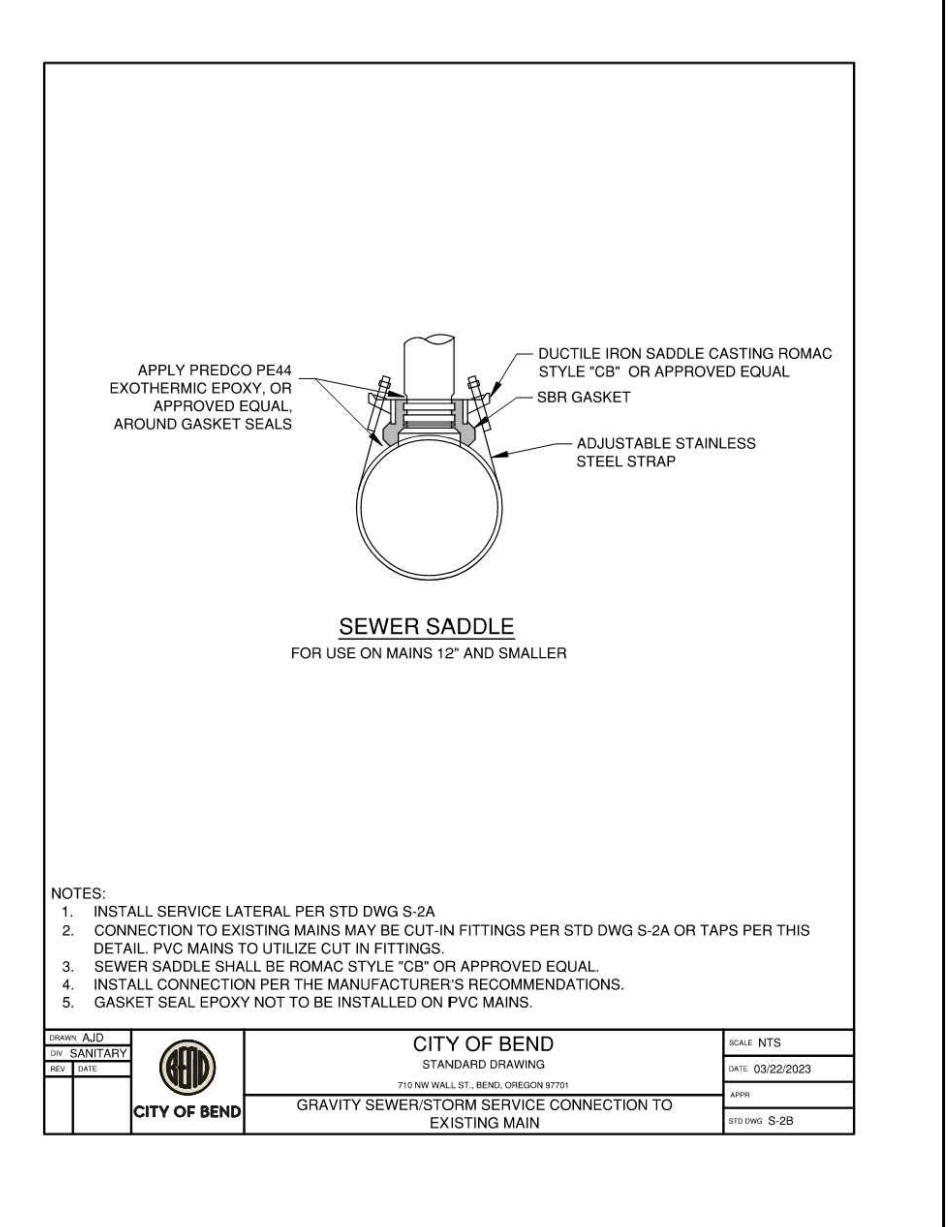 APPLY PREDCO PE44
EXOTHERMIC EPOXY, OR
APPROVED EQUAL,
AROUND GASKET SEALS
DUCTILE IRON SADDLE CASTING ROMAC
STYLE "CB" OR APPROVED EQUAL
SBR GASKET
ADJUSTABLE STAINLESS
STEEL STRAP
SEWER SADDLE
FOR USE ON MAINS 12" AND SMALLER
NOTES:
1. INSTALL SERVICE LATERAL PER STD DWG S-2A
2. CONNECTION TO EXISTING MAINS MAY BE CUT-IN FITTINGS PER STD DWG S-2A OR TAPS PER THIS
DETAIL. PVC MAINS TO UTILIZE CUT IN FITTINGS.
3. SEWER SADDLE SHALL BE ROMAC STYLE "CB" OR APPROVED EQUAL.
4. INSTALL CONNECTION PER THE MANUFACTURER'S RECOMMENDATIONS.
5. GASKET SEAL EPOXY NOT TO BE INSTALLED ON PVC MAINS.
DRAWN AJD
DIV SANITARY
REV DATE
BEND
CITY OF BEND
CITY OF BEND
STANDARD DRAWING
710 NW WALL ST., BEND, OREGON 97701
GRAVITY SEWER/STORM SERVICE CONNECTION TO
EXISTING MAIN
SCALE NTS
DATE 03/22/2023
APPR
STD DWG S-2B